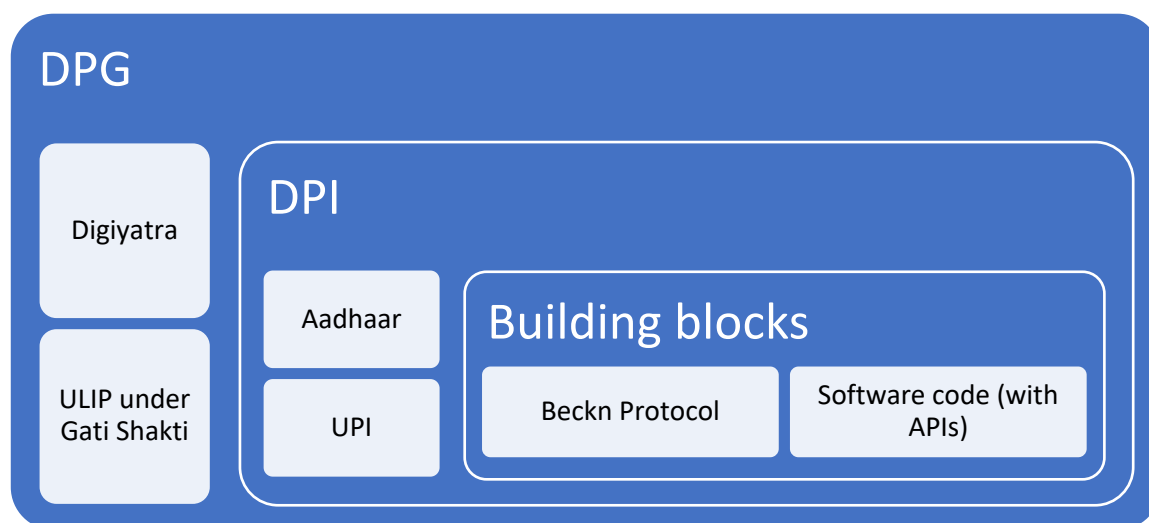 DPG
Digiyatra
ULIP under
Gati Shakti
DPI
Aadhaar
UPI
Building blocks
Beckn Protocol
Software code (with
APIs)